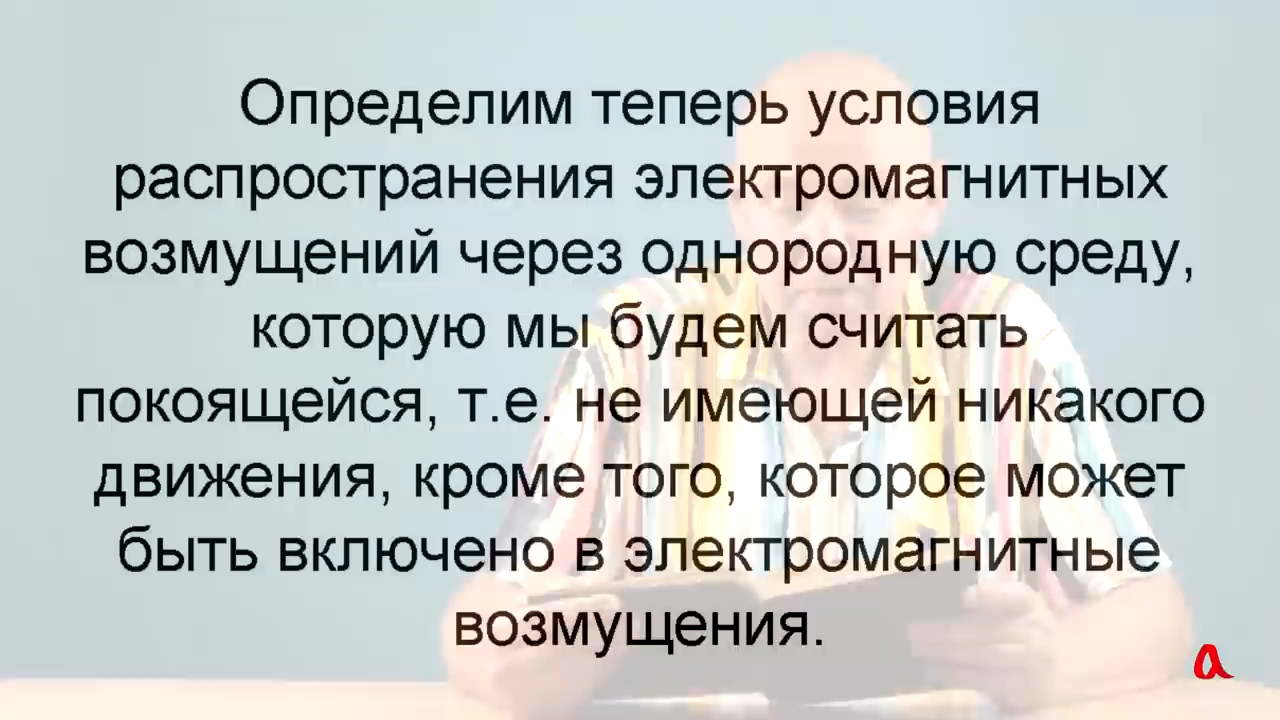 Определим теперь условия
распространения электромагнитных
возмущений через однородную среду,
которую мы будем считать
покоящейся, т.е. не имеющей никакого
движения, кроме того, которое может
быть включено в электромагнитные
возмущения.
a